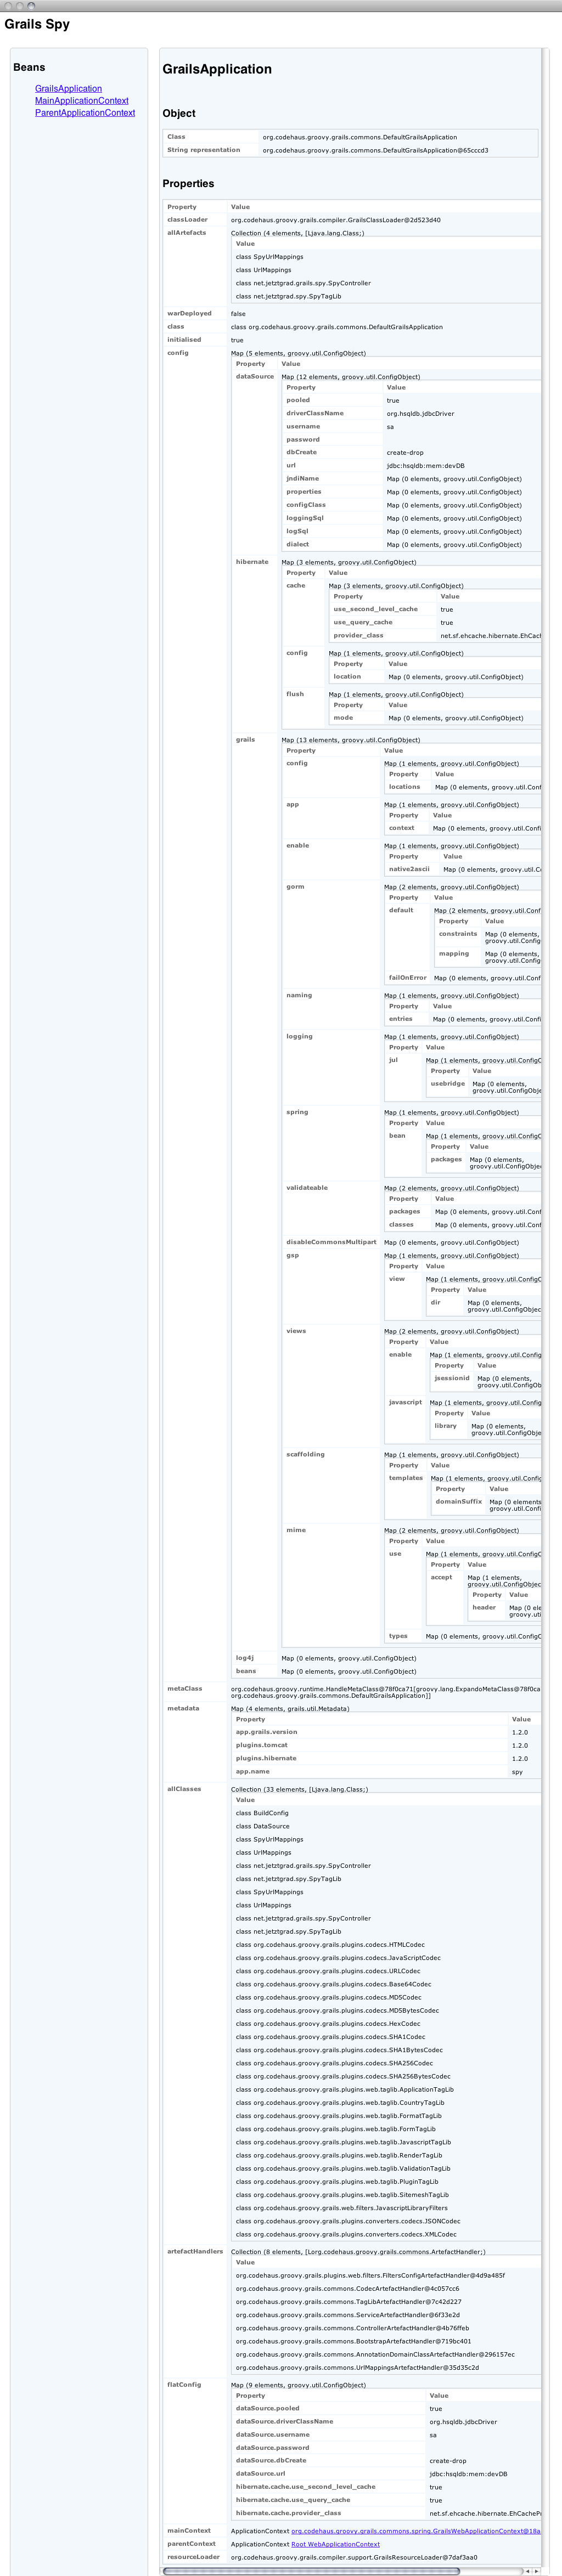 Grails Spy
Beans
GrailsApplication
MainApplicationContext
ParentApplicationContext
GrailsApplication
Object
Class org.codehaus.groovy.grails.commons.DefaultGrailsApplication
String representation org.codehaus.groovy.grails.commons.DefaultGrailsApplication@65cccd3
Properties
Property Value
classLoader org.codehaus.groovy.grails.compiler.GrailsClassLoader@2d523d40
allArtefacts Collection (4 elements, [Ljava.lang.Class;)
Value
class SpyUrlMappings
class UrlMappings
class net.jetztgrad.grails.spy.SpyController
class net.jetztgrad.spy.SpyTagLib
warDeployed false
class class org.codehaus.groovy.grails.commons.DefaultGrailsApplication
initialised true
config Map (5 elements, groovy.util.ConfigObject)
Property Value
dataSource Map (12 elements, groovy.util.ConfigObject)
Property Value
pooled true
driverClassName org.hsqldb.jdbcDriver
username sa
password
dbCreate create-drop
url jdbc:hsqldb:mem:devDB
jndiName Map (0 elements, groovy.util.ConfigObject)
properties Map (0 elements, groovy.util.ConfigObject)
configClass Map (0 elements, groovy.util.ConfigObject)
loggingSql Map (0 elements, groovy.util.ConfigObject)
logSql Map (0 elements, groovy.util.ConfigObject)
dialect Map (0 elements, groovy.util.ConfigObject)
hibernate Map (3 elements, groovy.util.ConfigObject)
Property Value
cache Map (3 elements, groovy.util.ConfigObject)
Property Value
use_second_level_cache true
use_query_cache true
provider_class net.sf.ehcache.hibernate.EhCacl
config Map (1 elements, groovy.util.ConfigObject)
Property Value
location Map (0 elements, groovy.util.ConfigObject)
flush Map (1 elements, groovy.util.ConfigObject)
Property Value
mode Map (0 elements, groovy.util.ConfigObject)
grails Map (13 elements, groovy.util.ConfigObject)
Property Value
config Map (1 elements, groovy.util.ConfigObject)
Property Value
locations Map (0 elements, groovy.util.Conf
app Map (1 elements, groovy.util.ConfigObject)
Property Value
context Map (0 elements, groovy.util.Confi
enable Map (1 elements, groovy.util.ConfigObject)
Property Value
native2ascii Map (0 elements, groovy.util.C
gorm Map (2 elements, groovy.util.ConfigObject)
Property Value
default Map (2 elements, groovy.util.Conf
Property Value
constraints Map (0 elements,
groovy.util.Config
mapping Map (0 elements,
groovy.util.Config
failOnError Map (0 elements, groovy.util.Conf
naming Map (1 elements, groovy.util.ConfigObject)
Property Value
entries Map (0 elements, groovy.util.Confi
logging Map (1 elements, groovy.util.ConfigObject)
Property Value
jul Map (1 elements, groovy.util.ConfigC
Property Value
usebridge Map (0 elements,
groovy.util.ConfigObje
spring Map (1 elements, groovy.util.ConfigObject)
Property Value
bean Map (1 elements, groovy.util.ConfigC
Property Value
packages Map (0 elements,
groovy.util.ConfigObje
validateable Map (2 elements, groovy.util.ConfigObject)
Property Value
packages Map (0 elements, groovy.util.Conf
classes Map (0 elements, groovy.util.Conf
disableCommonsMultipart Map (0 elements, groovy.util.ConfigObject)
gsp Map (1 elements, groovy.util.ConfigObject)
Property Value
view Map (1 elements, groovy.util.ConfigC
Property Value
dir Map (0 elements,
groovy.util.ConfigObjec
views Map (2 elements, groovy.util.ConfigObject)
Property Value
enable Map (1 elements, groovy.util.Config
Property Value
jsessionid Map (0 elements,
groovy.util.ConfigOb
javascript Map (1 elements, groovy.util.Config
Property Value
library Map (0 elements,
groovy.util.ConfigObje
scaffolding Map (1 elements, groovy.util.ConfigObject)
Property Value
templates Map (1 elements, groovy.util.Config
Property Value
domainSuffix Map (0 elements
groovy.util.Confi
mime Map (2 elements, groovy.util.ConfigObject)
Property Value
use Map (1 elements, groovy.util.ConfigC
Property Value
accept Map (1 elements,
groovy.util.ConfigObjec
Property Value
header Map (0 ele
groovy.uti
types Map (0 elements, groovy.util.ConfigC
log4j Map (0 elements, groovy.util.ConfigObject)
beans Map (0 elements, groovy.util.ConfigObject)
metaClass org.codehaus.groovy.runtime.HandleMetaClass@78f0ca71[groovy.lang.ExpandoMetaClass@78f0ca
org.codehaus.groovy.grails.commons.DefaultGrailsApplication]]
metadata Map (4 elements, grails.util.Metadata)
Property Value
app.grails.version 1.2.0
plugins.tomcat 1.2.0
plugins.hibernate 1.2.0
app.name spy
allClasses Collection (33 elements, [Ljava.lang.Class;)
Value
class BuildConfig
class DataSource
class SpyUrlMappings
class UrlMappings
class net.jetztgrad.grails.spy.SpyController
class net.jetztgrad.spy.SpyTagLib
class SpyUrlMappings
class UrlMappings
class net.jetztgrad.grails.spy.SpyController
class net.jetztgrad.spy.SpyTagLib
class org.codehaus.groovy.grails.plugins.codecs.HTMLCodec
class org.codehaus.groovy.grails.plugins.codecs.JavaScriptCodec
class org.codehaus.groovy.grails.plugins.codecs.URLCodec
class org.codehaus.groovy.grails.plugins.codecs.Base64Codec
class org.codehaus.groovy.grails.plugins.codecs.MD5Codec
class org.codehaus.groovy.grails.plugins.codecs.MD5BytesCodec
class org.codehaus.groovy.grails.plugins.codecs.HexCodec
class org.codehaus.groovy.grails.plugins.codecs.SHA1Codec
class org.codehaus.groovy.grails.plugins.codecs.SHA1BytesCodec
class org.codehaus.groovy.grails.plugins.codecs.SHA256Codec
class org.codehaus.groovy.grails.plugins.codecs.SHA256BytesCodec
class org.codehaus.groovy.grails.plugins.web.taglib.ApplicationTagLib
class org.codehaus.groovy.grails.plugins.web.taglib.CountryTagLib
class org.codehaus.groovy.grails.plugins.web.taglib.FormatTagLib
class org.codehaus.groovy.grails.plugins.web.taglib.FormTagLib
class org.codehaus.groovy.grails.plugins.web.taglib.JavascriptTagLib
class org.codehaus.groovy.grails.plugins.web.taglib.RenderTagLib
class org.codehaus.groovy.grails.plugins.web.taglib.ValidationTagLib
class org.codehaus.groovy.grails.plugins.web.taglib.PluginTagLib
class org.codehaus.groovy.grails.plugins.web.taglib.SitemeshTagLib
class org.codehaus.groovy.grails.web.filters.JavascriptLibraryFilters
class org.codehaus.groovy.grails.plugins.converters.codecs.JSONCodec
class org.codehaus.groovy.grails.plugins.converters.codecs.XMLCodec
artefactHandlers Collection (8 elements, [Lorg.codehaus.groovy.grails.commons.ArtefactHandler;)
Value
org.codehaus.groovy.grails.plugins.web.filters.FiltersConfigArtefactHandler@4d9a485f
org.codehaus.groovy.grails.commons.CodecArtefactHandler@4c057cc6
org.codehaus.groovy.grails.commons.TagLibArtefactHandler@7c42d227
org.codehaus.groovy.grails.commons.ServiceArtefactHandler@6f33e2d
org.codehaus.groovy.grails.commons.ControllerArtefactHandler@4b76ffeb
org.codehaus.groovy.grails.commons.BootstrapArtefactHandler@719bc401
org.codehaus.groovy.grails.commons.AnnotationDomainClassArtefactHandler@296157ec
org.codehaus.groovy.grails.commons.UrlMappingsArtefactHandler@35d35c2d
flatConfig Map (9 elements, groovy.util.ConfigObject)
Property Value
dataSource.pooled true
dataSource.driverClassName org.hsqldb.jdbcDriver
dataSource.username sa
dataSource.password
dataSource.dbCreate create-drop
dataSource.url jdbc:hsqldb:mem:devDB
hibernate.cache.use_second_level_cache true
hibernate.cache.use_query_cache true
hibernate.cache.provider_class net.sf.ehcache.hibernate.EhCachePr
mainContext ApplicationContext org.codehaus.groovy.grails.commons.spring.GrailsWebApplicationContext@18a
parentContext ApplicationContext Root WebApplicationContext
resourceLoader org.codehaus.groovy.grails.compiler.support.GrailsResourceLoader@7daf3aa0